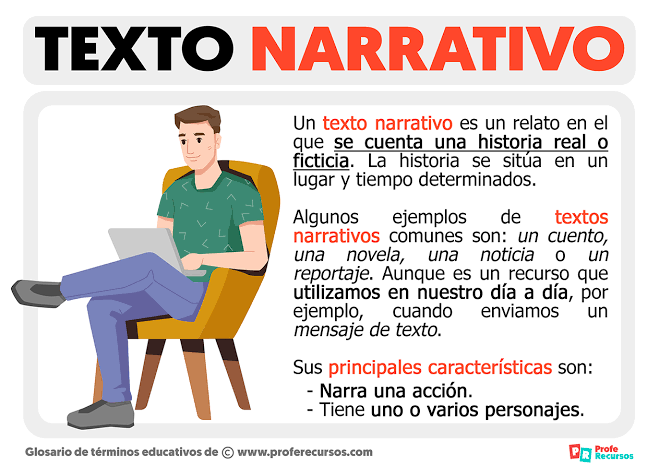 TEXTO NARRATIVO
Un texto narrativo es un relato en el
que se cuenta una historia real o
ficticia. La historia se sitúa en un
lugar y tiempo determinados.
Algunos ejemplos de textos
narrativos comunes son: un cuento,
una novela, una noticia o un
reportaje. Aunque es un recurso que
utilizamos en nuestro día a día, por
ejemplo, cuando enviamos un
mensaje de texto.
Sus principales características son:
- Narra una acción.
- Tiene uno o varios personajes.
Glosario de términos educativos de © www.proferecursos.com
PR Profe
Recursos